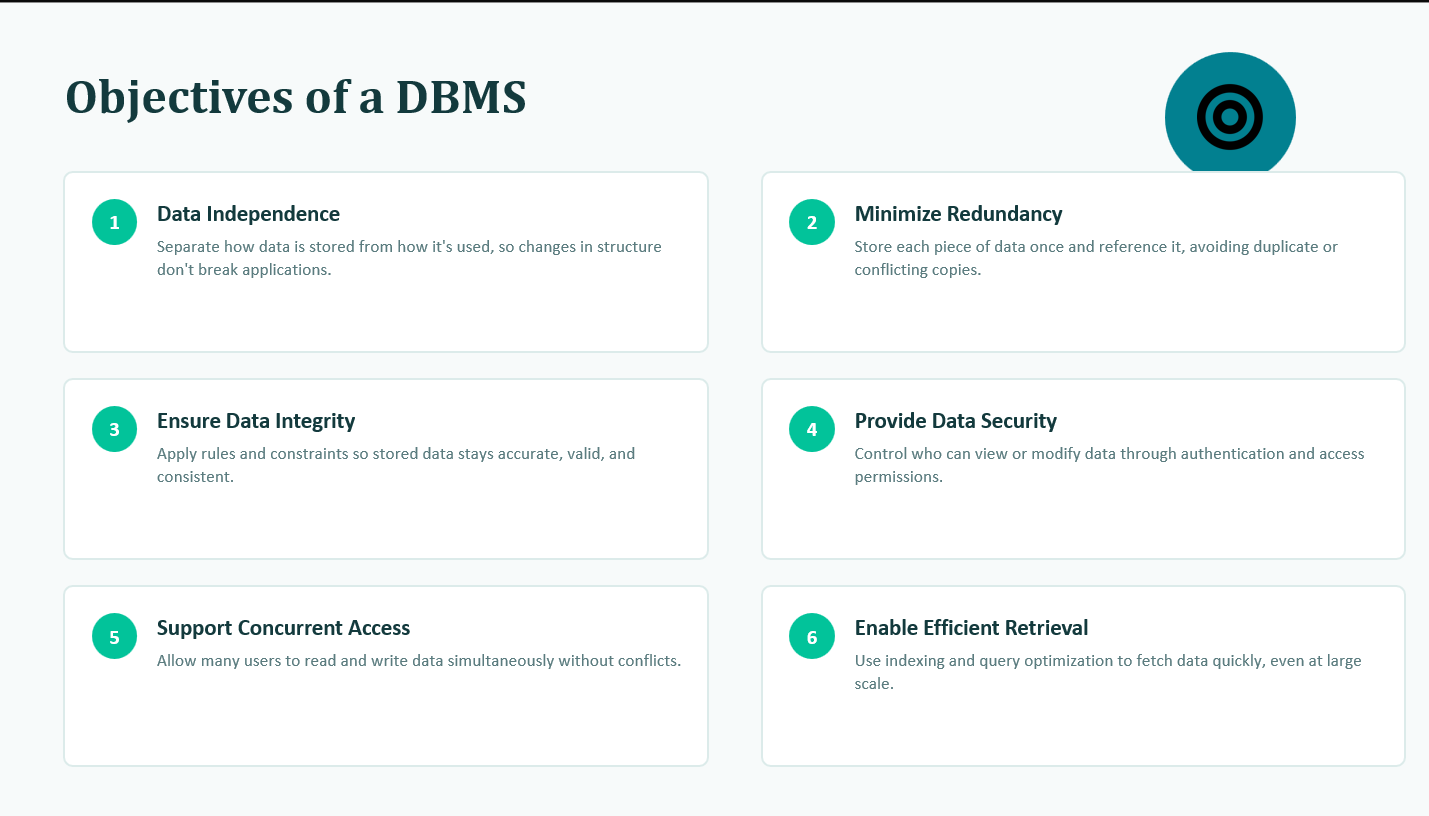 Objectives of a DBMS
1
Data Independence
Separate how data is stored from how it's used, so changes in structure
don't break applications.
2
Minimize Redundancy
Store each piece of data once and reference it, avoiding duplicate or
conflicting copies.
3
Ensure Data Integrity
Apply rules and constraints so stored data stays accurate, valid, and
consistent.
4
Provide Data Security
Control who can view or modify data through authentication and access
permissions.
5
Support Concurrent Access
Allow many users to read and write data simultaneously without conflicts.
6
Enable Efficient Retrieval
Use indexing and query optimization to fetch data quickly, even at large
scale.